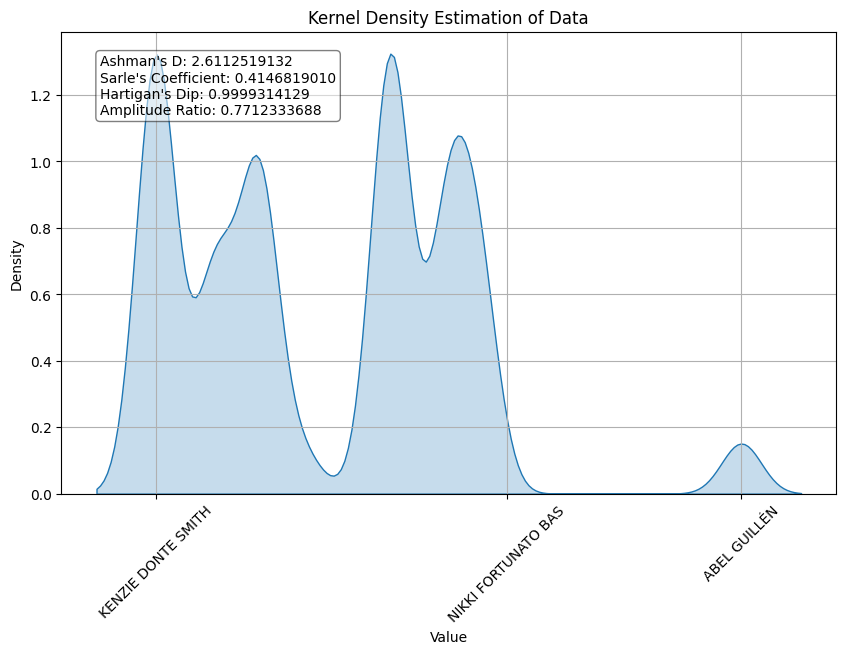 Kernel Density Estimation of Data
Ashman's D: 2.6112519132
Sarle's Coefficient: 0.4146819010
Hartigan's Dip: 0.9999314129
Amplitude Ratio: 0.7712333688
Density
1.2
1.0
0.8
0.6
0.4
0.2
0.0
KENZIE DONTE SMITH
NIKKI FORTUNATO BAS
ABEL GUILLÉN
Value